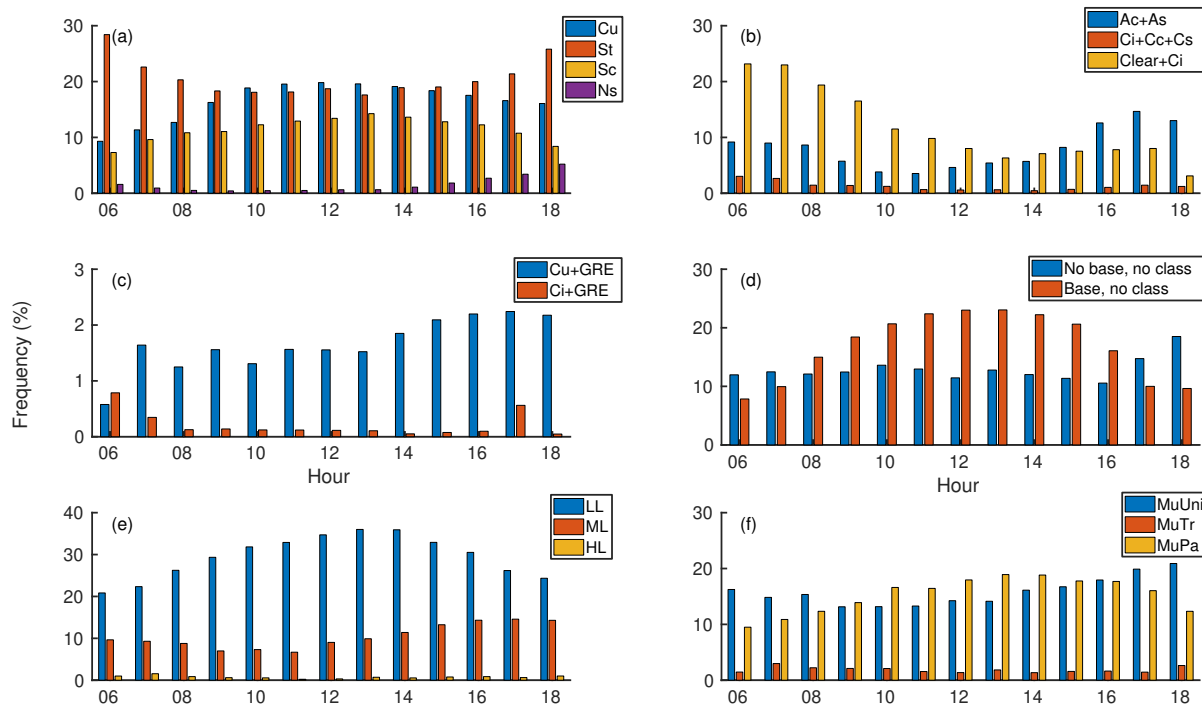 30
20
10
0
(a)
Cu
St
Sc
Ns
06 08 10 12 14 16 18
30
20
10
0
(b)
Ac+As
Ci+Cc+Cs
Clear+Ci
06 08 10 12 14 16 18
Frequency (%)
3
2
1
0
(c)
Cu+GRE
Ci+GRE
06 08 10 12 14 16 18
Hour
30
20
10
0
(d)
No base, no class
Base, no class
06 08 10 12 14 16 18
Hour
40
30
20
10
0
(e)
LL
ML
HL
06 08 10 12 14 16 18
30
20
10
0
(f)
MuUni
MuTr
MuPa
06 08 10 12 14 16 18